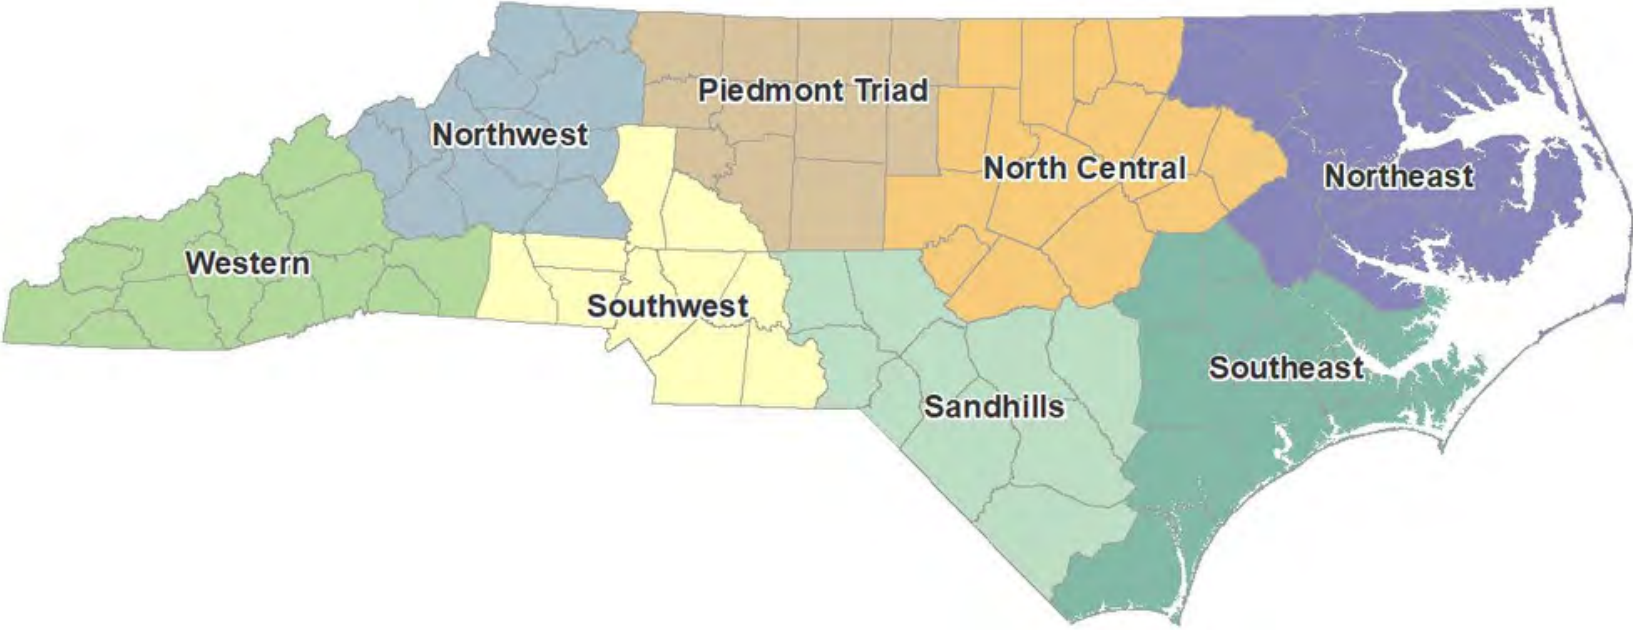 Piedmont Triad
Northwest
North Central
Northeast
Western
Southwest
Southeast
Sandhills